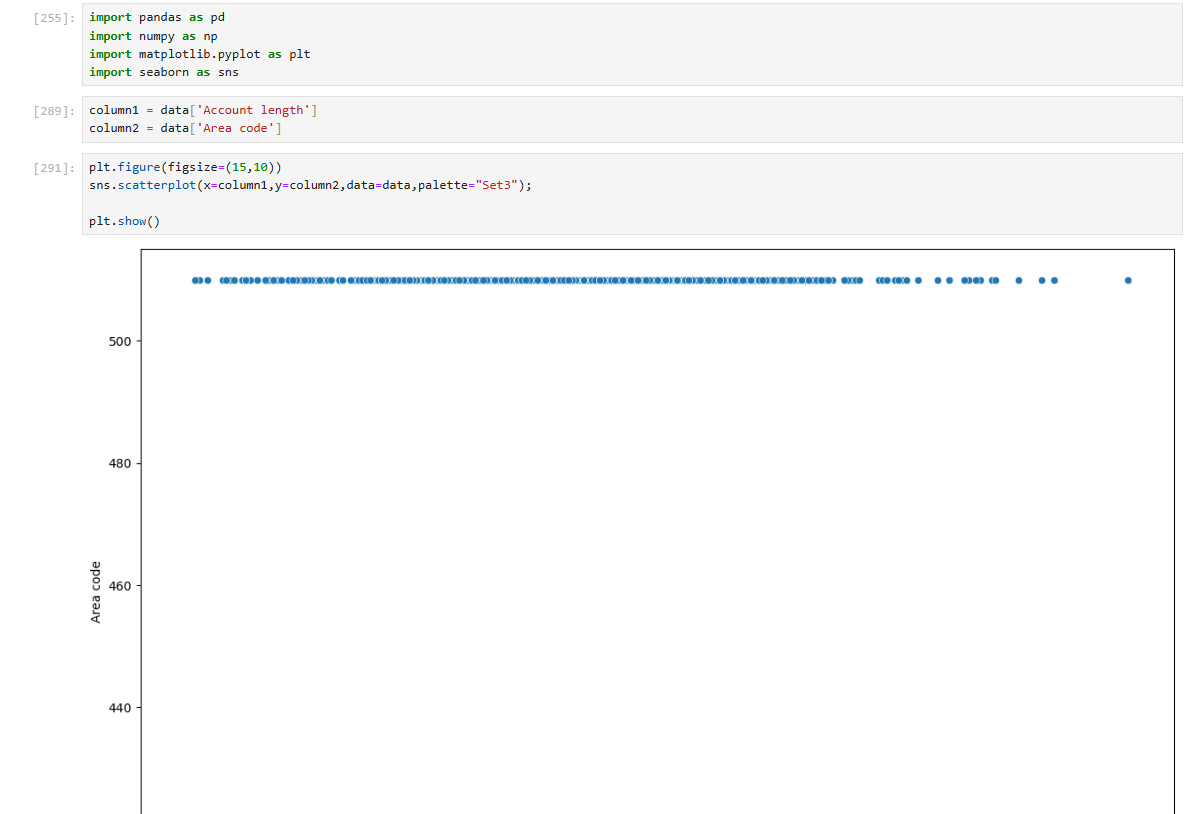 [255]:
import pandas as pd
import numpy as np
import matplotlib.pyplot as plt
import seaborn as sns
[289]:
column1 = data['Account length']
column2 = data['Area code']
[291]:
plt.figure(figsize=(15,10))
sns.scatterplot(x=column1,y=column2,data=data,palette="Set3");
plt.show()
500
480
460
440
Area code